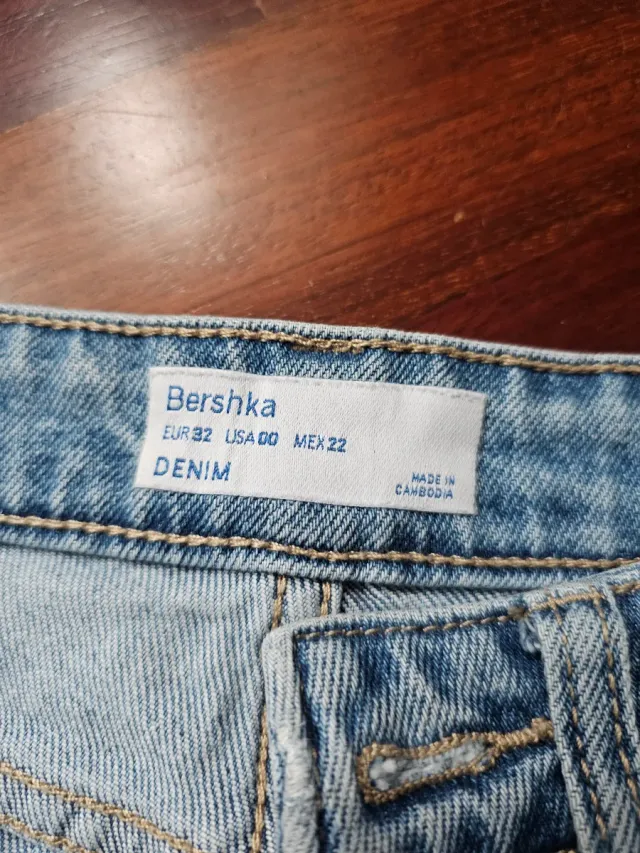 Bershka
EUR 32 USA 00 MEX 22
DENIM
MADE IN
CAMBODIA